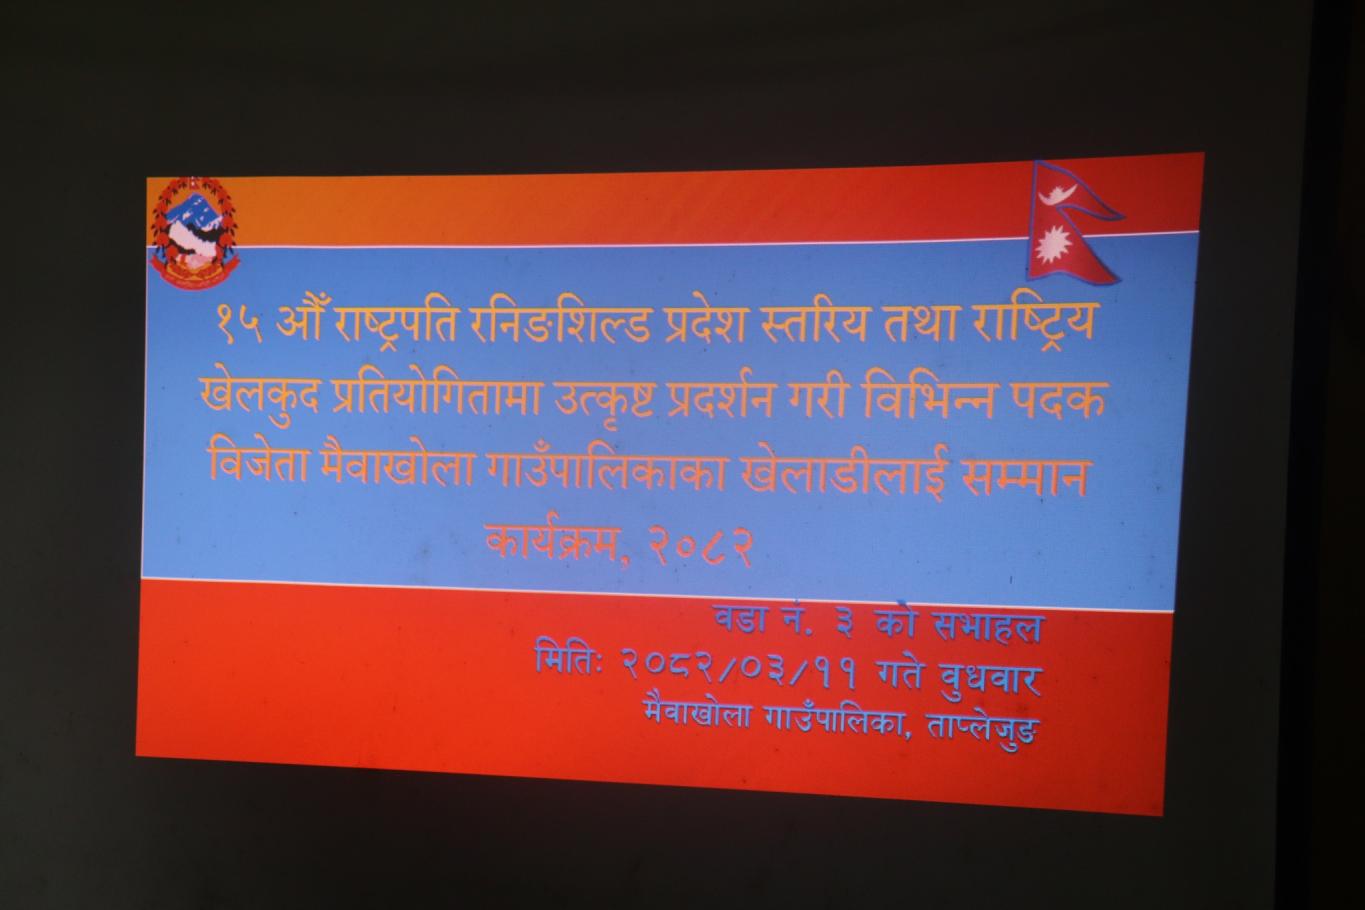 १५ औँ राष्ट्रपति रनिङशिल्ड प्रदेश स्तरिय तथा राष्ट्रिय
खेलकुद प्रतियोगितामा उत्कृष्ट प्रदर्शन गरी विभिन्न पदक
विजेता मैवाखोला गाउँपालिकाका खेलाडीलाई सम्मान
कार्यक्रम, २०८२
वडा नं. ३ को सभाहल
मितिः २०८२/०३/११ गते वुधवार
मैवाखोला गाउँपालिका, ताप्लेजुङ